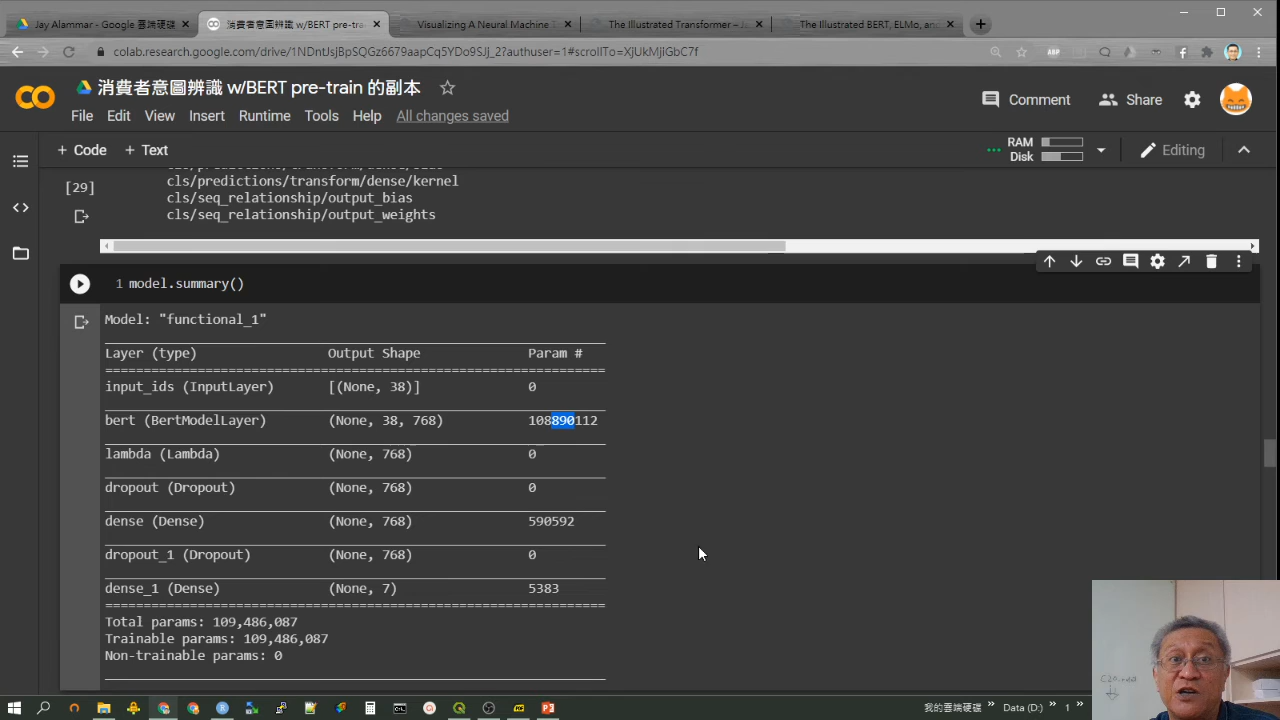 Jay Alammar - Google 雲端硬碟
消費者意圖辨識 w/BERT pre-tra
Visualizing A Neural Machine T
The Illustrated Transformer – Ja
The Illustrated BERT, ELMo, and
colab.research.google.com/drive/1NDntUsjBpSQGz6679aapCq5YDo9SJj_2?authuser=1#scrollTo=XjUkMjIGbC7f
消費者意圖辨識 w/BERT pre-train 的副本
Comment
Share
File Edit View Insert Runtime Tools Help All changes saved
+ Code + Text
RAM
Disk
Editing
cls/predictions/transform/dense/kernel
[29]
cls/seq_relationship/output_bias
cls/seq_relationship/output_weights
1 model.summary()
Model: "functional_1"
Layer (type) Output Shape Param #
input_ids (InputLayer) [(None, 38)] 0
bert (BertModelLayer) (None, 38, 768) 108890112
lambda (Lambda) (None, 768) 0
dropout (Dropout) (None, 768) 0
dense (Dense) (None, 768) 590592
dropout_1 (Dropout) (None, 768) 0
dense_1 (Dense) (None, 7) 5383
Total params: 109,486,087
Trainable params: 109,486,087
Non-trainable params: 0
我的雲端硬碟
Data (D:)
1